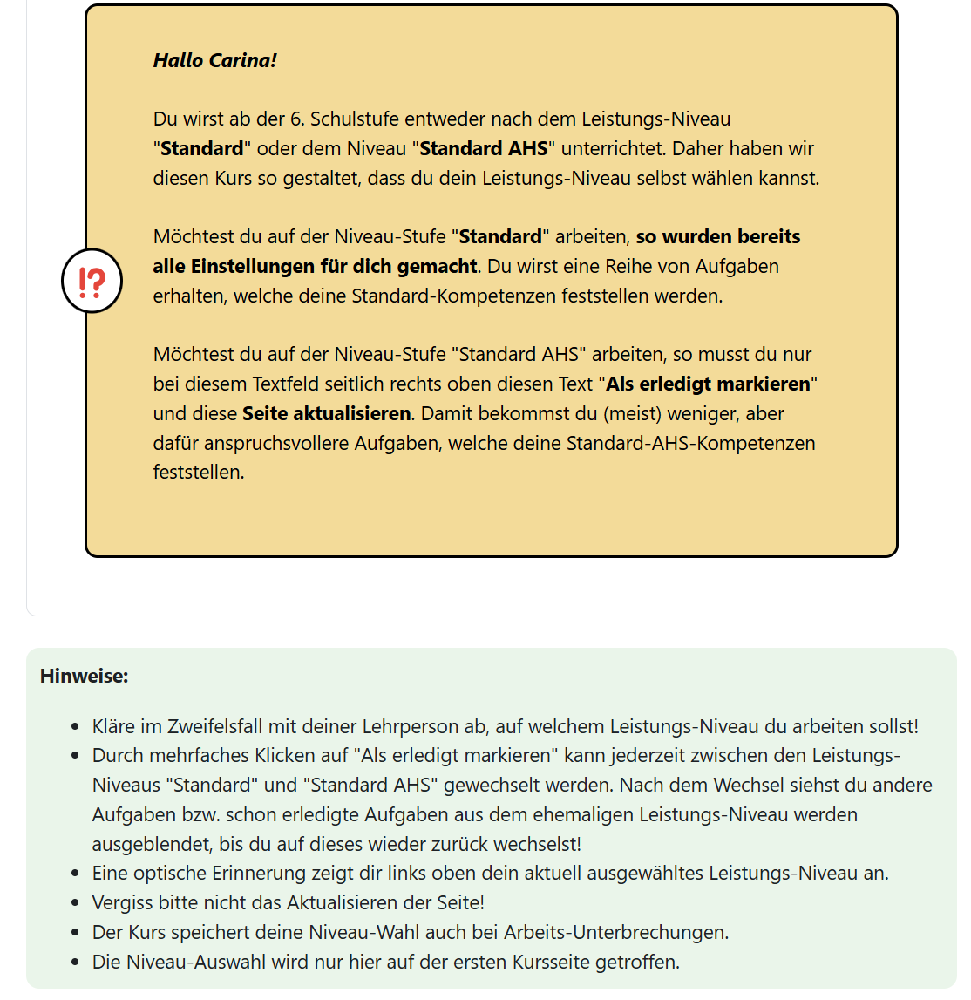 Hallo Carina!
Du wirst ab der 6. Schulstufe entweder nach dem Leistungs-Niveau
"Standard" oder dem Niveau "Standard AHS" unterrichtet. Daher haben wir
diesen Kurs so gestaltet, dass du dein Leistungs-Niveau selbst wählen kannst.
Möchtest du auf der Niveau-Stufe "Standard" arbeiten, so wurden bereits
alle Einstellungen für dich gemacht. Du wirst eine Reihe von Aufgaben
erhalten, welche deine Standard-Kompetenzen feststellen werden.
!?
Möchtest du auf der Niveau-Stufe "Standard AHS" arbeiten, so musst du nur
bei diesem Textfeld seitlich rechts oben diesen Text "Als erledigt markieren"
und diese Seite aktualisieren. Damit bekommst du (meist) weniger, aber
dafür anspruchsvollere Aufgaben, welche deine Standard-AHS-Kompetenzen
feststellen.
Hinweise:
• Kläre im Zweifelsfall mit deiner Lehrperson ab, auf welchem Leistungs-Niveau du arbeiten sollst!
• Durch mehrfaches Klicken auf "Als erledigt markieren" kann jederzeit zwischen den Leistungs-
Niveaus "Standard" und "Standard AHS" gewechselt werden. Nach dem Wechsel siehst du andere
Aufgaben bzw. schon erledigte Aufgaben aus dem ehemaligen Leistungs-Niveau werden
ausgeblendet, bis du auf dieses wieder zurück wechselst!
• Eine optische Erinnerung zeigt dir links oben dein aktuell ausgewähltes Leistungs-Niveau an.
• Vergiss bitte nicht das Aktualisieren der Seite!
• Der Kurs speichert deine Niveau-Wahl auch bei Arbeits-Unterbrechungen.
• Die Niveau-Auswahl wird nur hier auf der ersten Kursseite getroffen.